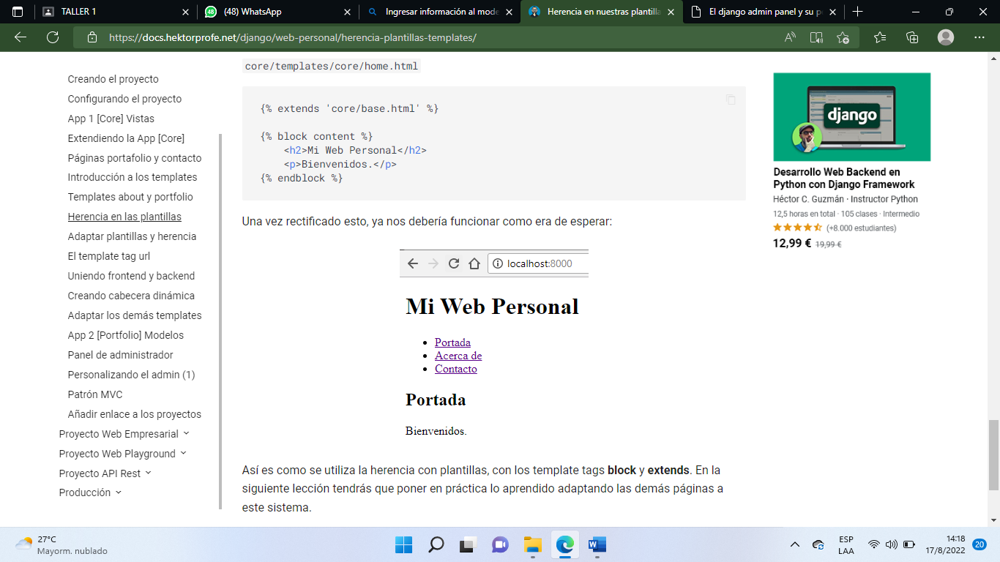 TALLER 1
(48) WhatsApp
Ingresar información al mode
Herencia en nuestras plantilla
El django admin panel y su p
https://docs.hektorprofe.net/django/web-personal/herencia-plantillas-templates/
Creando el proyecto
Configurando el proyecto
App 1 [Core] Vistas
Extendiendo la App [Core]
Páginas portafolio y contacto
Introducción a los templates
Templates about y portfolio
Herencia en las plantillas
Adaptar plantillas y herencia
El template tag url
Uniendo frontend y backend
Creando cabecera dinámica
Adaptar los demás templates
App 2 [Portfolio] Modelos
Panel de administrador
Personalizando el admin (1)
Patrón MVC
Añadir enlace a los proyectos
Proyecto Web Empresarial
Proyecto Web Playground
Proyecto API Rest
Producción
core/templates/core/home.html
{% extends 'core/base.html' %}
{% block content %}
<h2>Mi Web Personal</h2>
<p>Bienvenidos.</p>
{% endblock %}
Una vez rectificado esto, ya nos debería funcionar como era de esperar:
localhost:8000
Mi Web Personal
Portada
Acerca de
Contacto
Portada
Bienvenidos.
Así es como se utiliza la herencia con plantillas, con los template tags block y extends. En la
siguiente lección tendrás que poner en práctica lo aprendido adaptando las demás páginas a
este sistema.
django
Desarrollo Web Backend en
Python con Django Framework
Héctor C. Guzmán · Instructor Python
12,5 horas en total · 105 clases · Intermedio
(+8.000 estudiantes)
12,99 € 19,99 €
27°C
Mayorm. nublado
ESP
LAA
14:18
17/8/2022
20